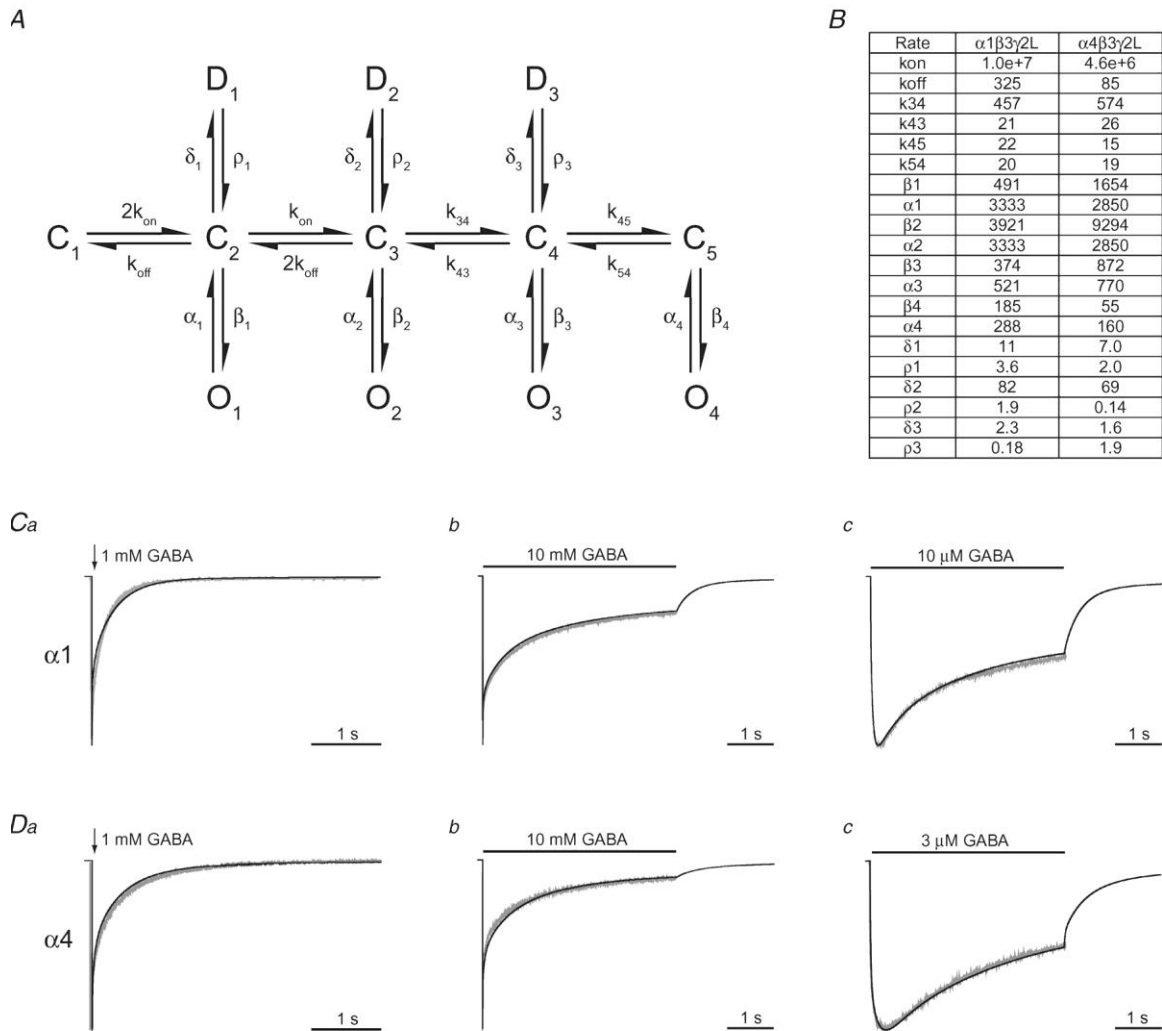 A
D₁ D₂ D₃
δ₁ ρ₁ δ₂ ρ₂ δ₃ ρ₃
2kon kon k34 k45
C₁ C₂ C₃ C₄ C₅
koff 2koff k43 k54
α₁ β₁ α₂ β₂ α₃ β₃ α₄ β₄
O₁ O₂ O₃ O₄
B
Rate α1β3γ2L α4β3γ2L
kon 1.0e+7 4.6e+6
koff 325 85
k34 457 574
k43 21 26
k45 22 15
k54 20 19
β1 491 1654
α1 3333 2850
β2 3921 9294
α2 3333 2850
β3 374 872
α3 521 770
β4 185 55
α4 288 160
δ1 11 7.0
ρ1 3.6 2.0
δ2 82 69
ρ2 1.9 0.14
δ3 2.3 1.6
ρ3 0.18 1.9
Ca b c
1 mM GABA 10 mM GABA 10 μM GABA
α1
1 s 1 s 1 s
Da b c
1 mM GABA 10 mM GABA 3 μM GABA
α4
1 s 1 s 1 s